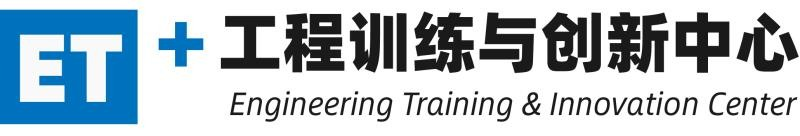 ET + 工程训练与创新中心
Engineering Training & Innovation Center